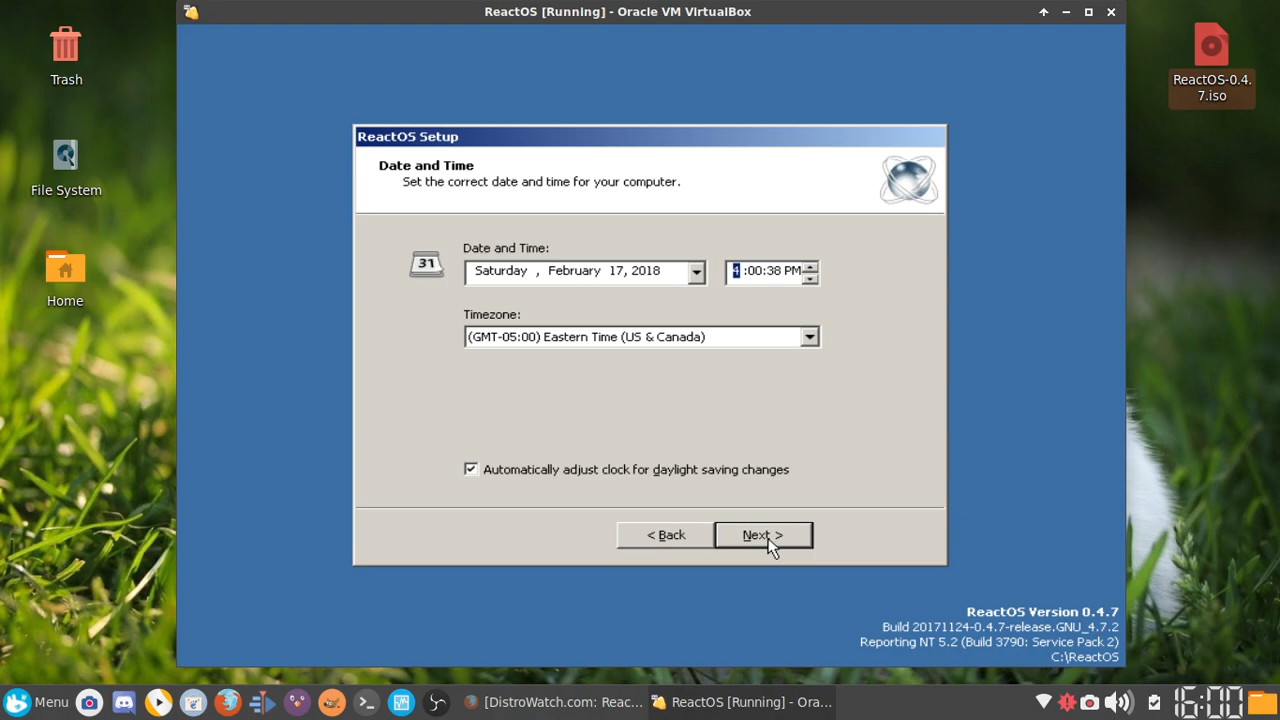 ReactOS [Running] - Oracle VM VirtualBox
Trash
File System
Home
ReactOS-0.4.
7.iso
ReactOS Setup
Date and Time
Set the correct date and time for your computer.
31
Date and Time:
Saturday , February 17, 2018
4 :00:38 PM
Timezone:
(GMT-05:00) Eastern Time (US & Canada)
Automatically adjust clock for daylight saving changes
< Back
Next >
ReactOS Version 0.4.7
Build 20171124-0.4.7-release.GNU_4.7.2
Reporting NT 5.2 (Build 3790: Service Pack 2)
C:\ReactOS
Menu
[DistroWatch.com: Reac...
ReactOS [Running] - Ora...
16:00